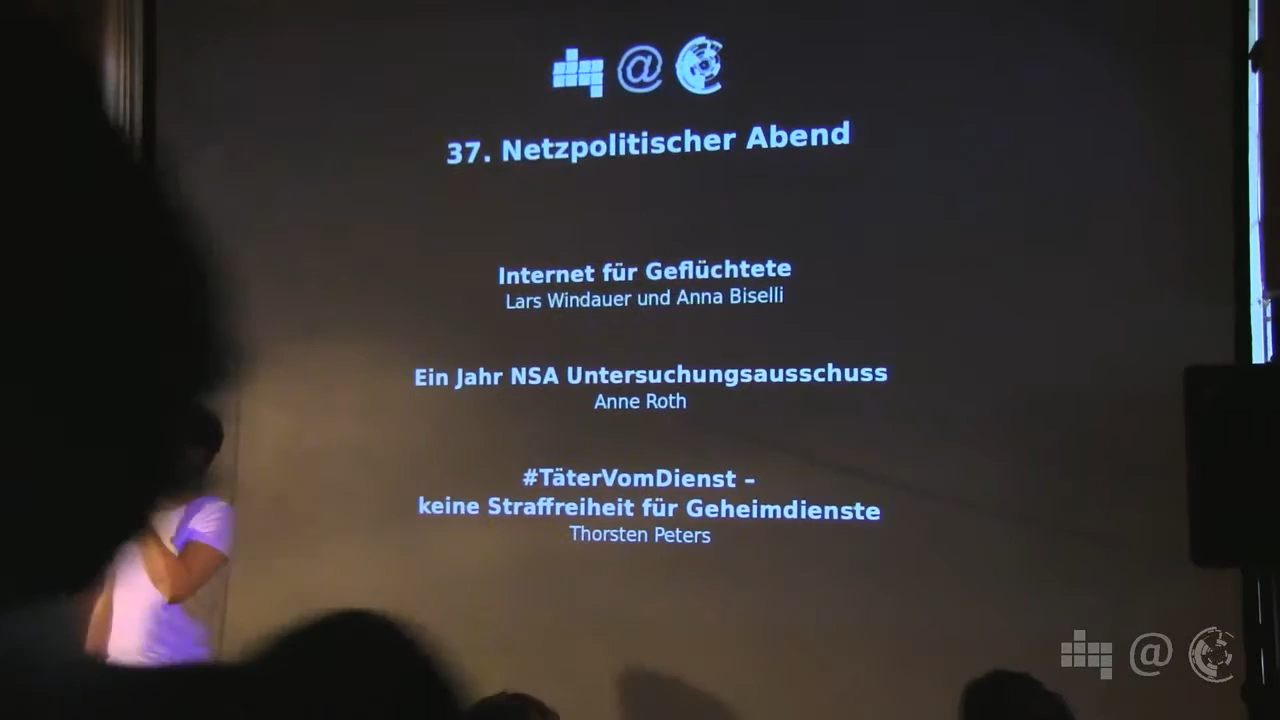 @
37. Netzpolitischer Abend
Internet für Geflüchtete
Lars Windauer und Anna Biselli
Ein Jahr NSA Untersuchungsausschuss
Anne Roth
#TäterVomDienst –
keine Straffreiheit für Geheimdienste
Thorsten Peters
@